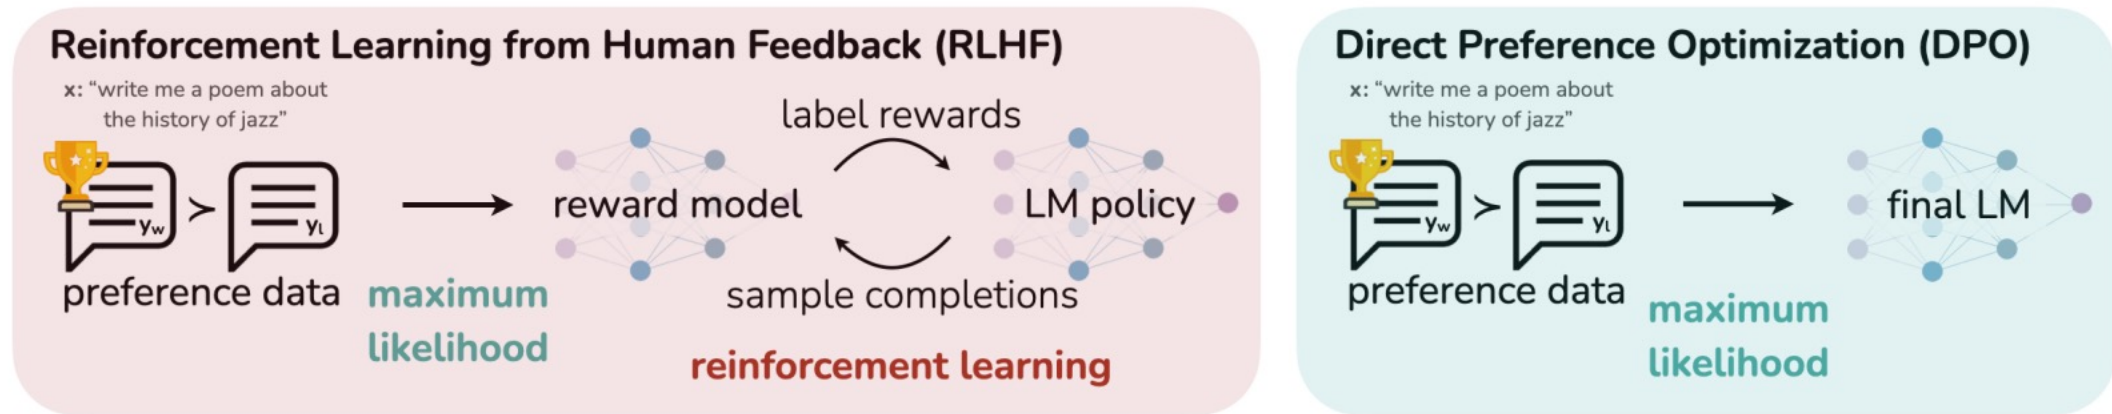 Reinforcement Learning from Human Feedback (RLHF)
x: “write me a poem about
the history of jazz”
label rewards
yw
≻
yl
reward model
LM policy
preference data
maximum
likelihood
sample completions
reinforcement learning
Direct Preference Optimization (DPO)
x: “write me a poem about
the history of jazz”
yw
≻
yl
final LM
preference data
maximum
likelihood